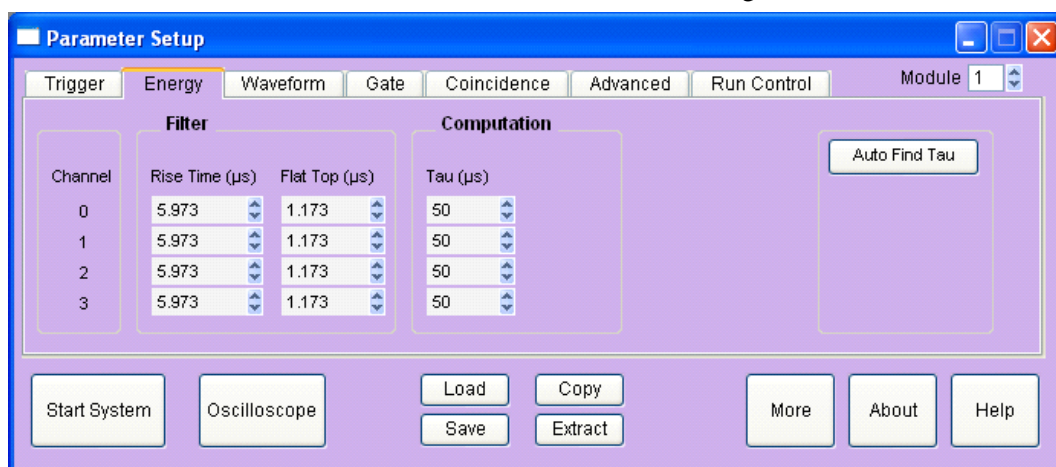 Parameter Setup
Trigger Energy Waveform Gate Coincidence Advanced Run Control Module 1
Filter Computation
Auto Find Tau
Channel Rise Time (µs) Flat Top (µs) Tau (µs)
0 5.973 1.173 50
1 5.973 1.173 50
2 5.973 1.173 50
3 5.973 1.173 50
Load Copy
Start System Oscilloscope More About Help
Save Extract